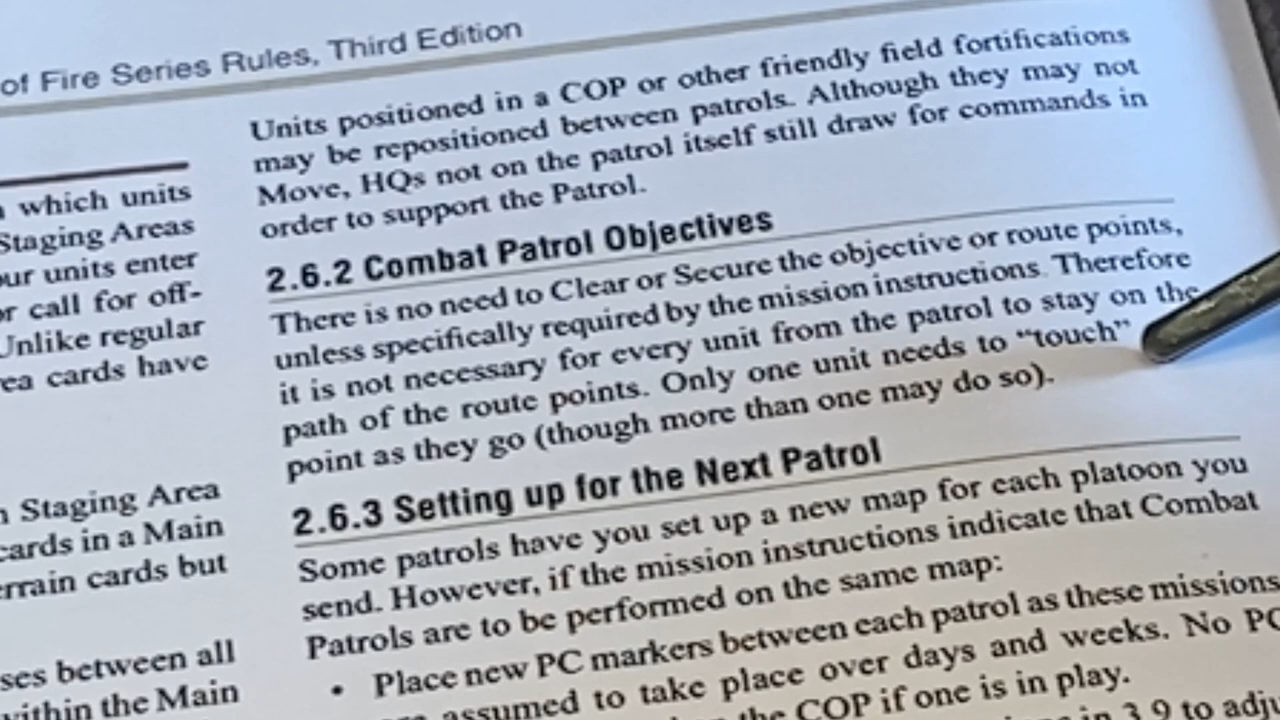 of Fire Series Rules, Third Edition
which units
Staging Areas
our units enter
or call for off-
Unlike regular
cards have
Staging Area
cards in a Main
terrain cards but
between all
within the Main
Units positioned in a COP or other friendly field fortifications
may be repositioned between patrols. Although they may not
Move, HQs not on the patrol itself still draw for commands in
order to support the Patrol.
2.6.2 Combat Patrol Objectives
There is no need to Clear or Secure the objective or route points,
unless specifically required by the mission instructions. Therefore
it is not necessary for every unit from the patrol to stay on the
path of the route points. Only one unit needs to “touch”
point as they go (though more than one may do so).
2.6.3 Setting up for the Next Patrol
Some patrols have you set up a new map for each platoon you
send. However, if the mission instructions indicate that Combat
Patrols are to be performed on the same map:
• Place new PC markers between each patrol as these missions
assumed to take place over days and weeks. No PC
the COP if one is in play.
in 3.9 to